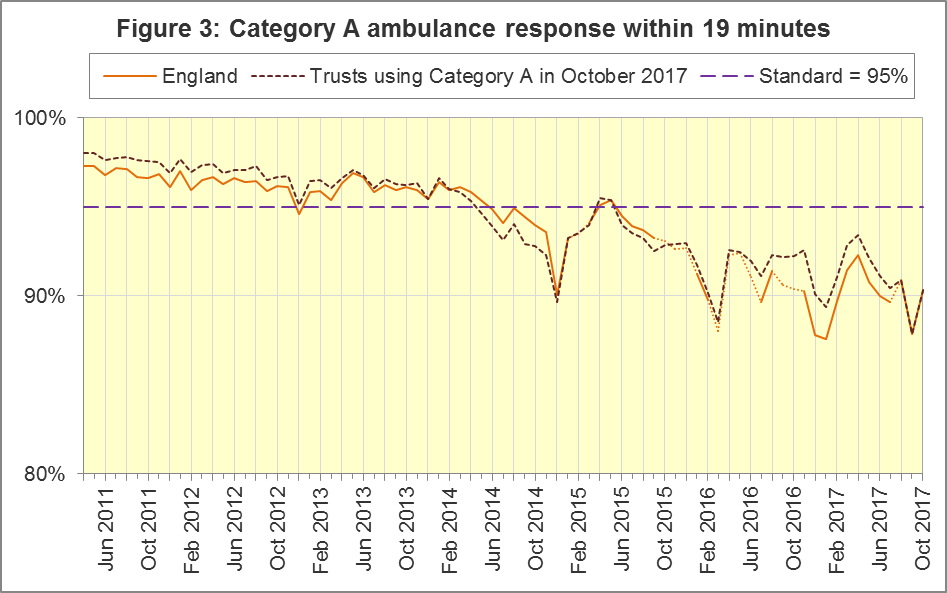 Figure 3: Category A ambulance response within 19 minutes
England Trusts using Category A in October 2017 Standard = 95%
100%
90%
80%
Jun 2011
Oct 2011
Feb 2012
Jun 2012
Oct 2012
Feb 2013
Jun 2013
Oct 2013
Feb 2014
Jun 2014
Oct 2014
Feb 2015
Jun 2015
Oct 2015
Feb 2016
Jun 2016
Oct 2016
Feb 2017
Jun 2017
Oct 2017